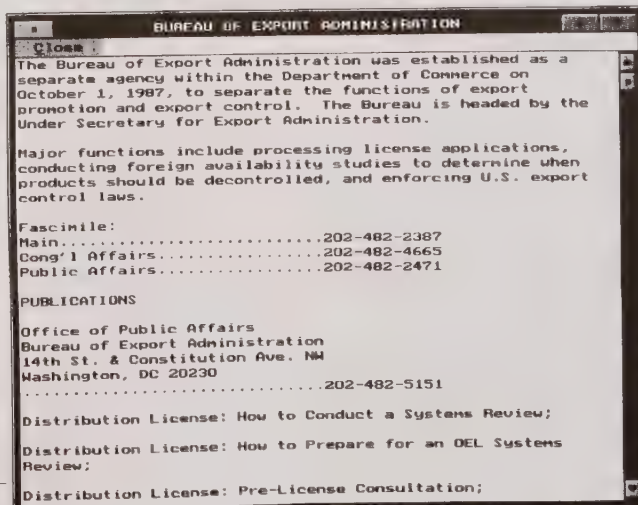 BUREAU OF EXPORT ADMINISTRATION
Close
The Bureau of Export Administration was established as a
separate agency within the Department of Commerce on
October 1, 1987, to separate the functions of export
promotion and export control. The Bureau is headed by the
Under Secretary for Export Administration.
Major functions include processing license applications,
conducting foreign availability studies to determine when
products should be decontrolled, and enforcing U.S. export
control laws.
Fascimile:
Main............................202-482-2387
Cong'l Affairs.................202-482-4665
Public Affairs.................202-482-2471
PUBLICATIONS
Office of Public Affairs
Bureau of Export Administration
14th St. & Constitution Ave. NW
Washington, DC 20230
...............................202-482-5151
Distribution License: How to Conduct a Systems Review;
Distribution License: How to Prepare for an OEL Systems
Review;
Distribution License: Pre-License Consultation;